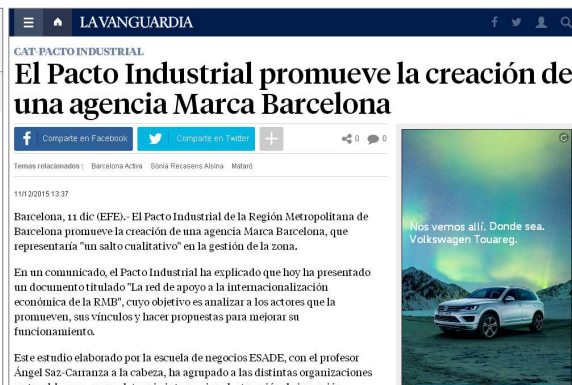 LA VANGUARDIA
CAT-PACTO INDUSTRIAL
El Pacto Industrial promueve la creación de
una agencia Marca Barcelona
Comparte en Facebook
Comparte en Twitter
0
0
Temas relacionados : Barcelona Activa Sònia Recasens Alsina Mataró
11/12/2015 13:37
Barcelona, 11 dic (EFE).- El Pacto Industrial de la Región Metropolitana de
Barcelona promueve la creación de una agencia Marca Barcelona, que
representaría "un salto cualitativo" en la gestión de la zona.
En un comunicado, el Pacto Industrial ha explicado que hoy ha presentado
un documento titulado "La red de apoyo a la internacionalización
económica de la RMB", cuyo objetivo es analizar a los actores que la
promueven, sus vínculos y hacer propuestas para mejorar su
funcionamiento.
Este estudio elaborado por la escuela de negocios ESADE, con el profesor
Ángel Saz-Carranza a la cabeza, ha agrupado a las distintas organizaciones
Nos vemos allí. Donde sea.
Volkswagen Touareg.